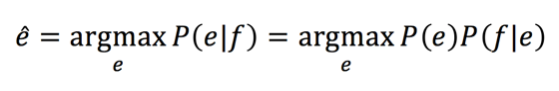 ê = argmax P(e|f) = argmax P(e)P(f|e)
e e